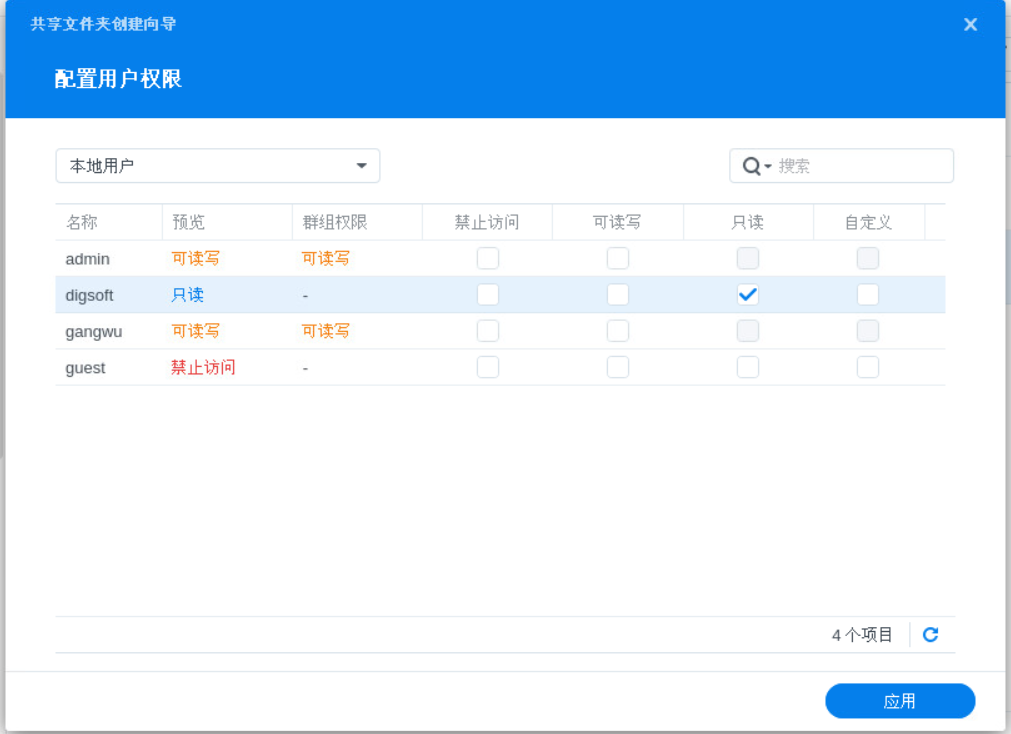 共享文件夹创建向导
配置用户权限
本地用户 搜索
名称 预览 群组权限 禁止访问 可读写 只读 自定义
admin 可读写 可读写
digsoft 只读 -
gangwu 可读写 可读写
guest 禁止访问 -
4 个项目
应用